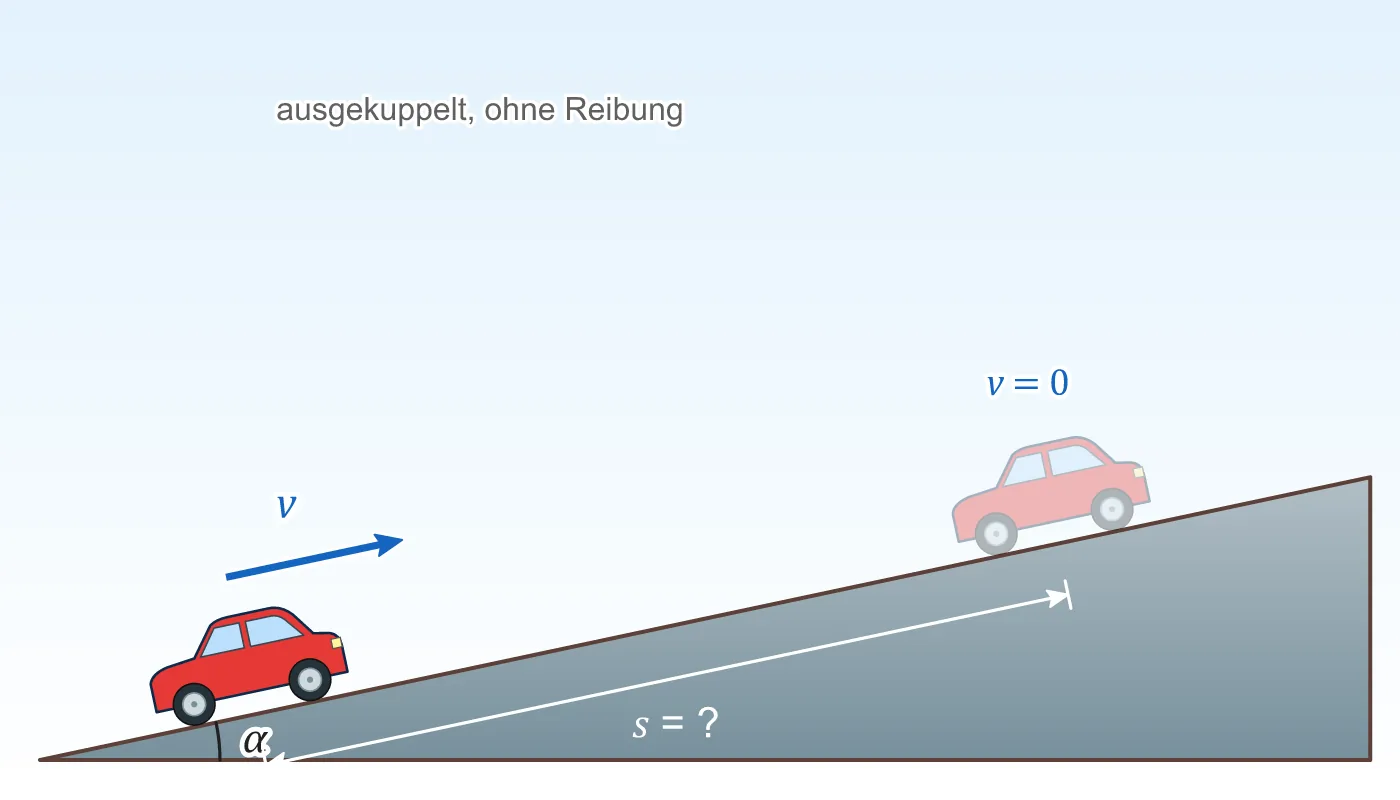 ausgekuppelt, ohne Reibung
v = 0
v
s = ?
α